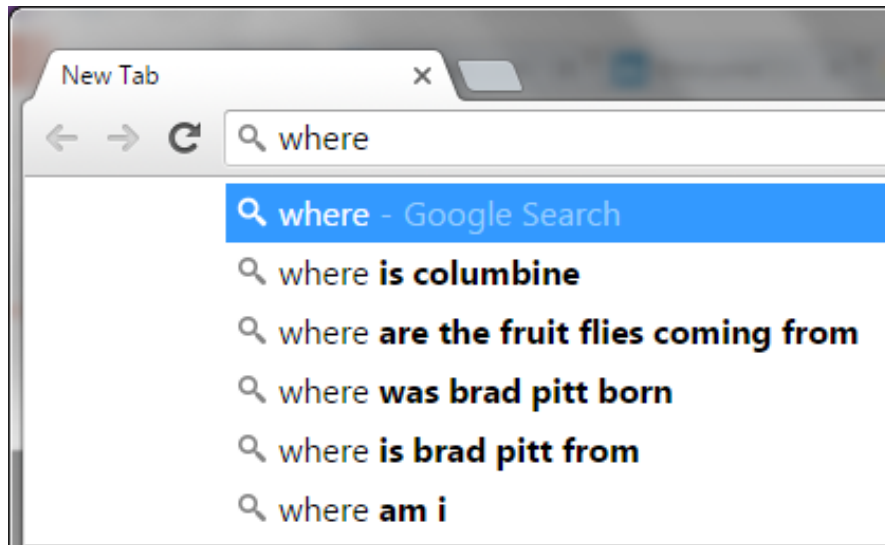 New Tab
where
where - Google Search
where is columbine
where are the fruit flies coming from
where was brad pitt born
where is brad pitt from
where am i